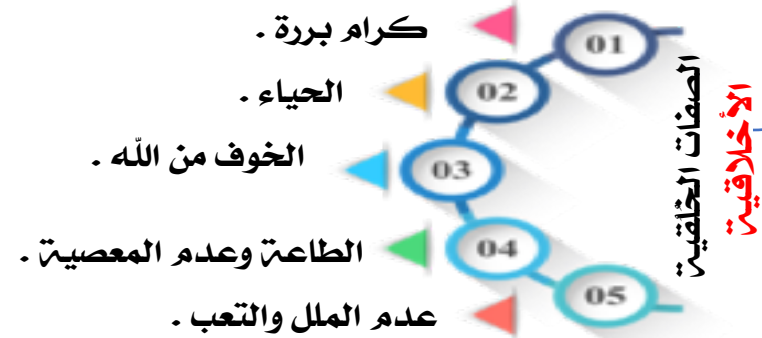 الصفات الخُلقية
الأخلاقية
01
كرام بررة .
02
الحياء .
03
الخوف من الله .
04
الطاعة وعدم المعصية .
05
عدم الملل والتعب .